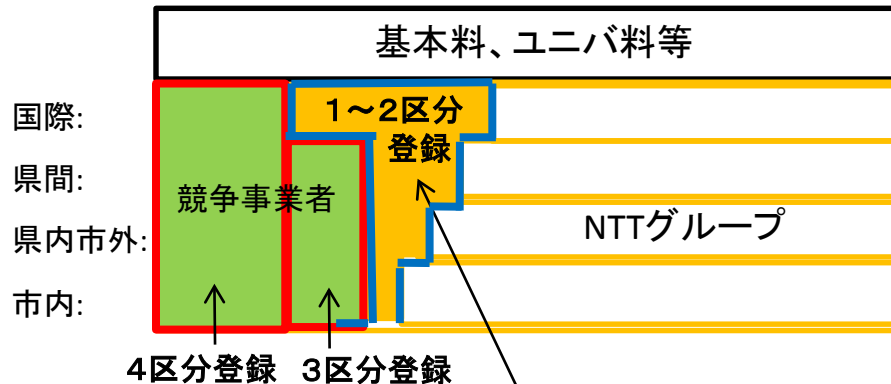 基本料、ユニバ料等
国際:
1～2区分
登録
県間:
競争事業者
県内市外:
NTTグループ
市内:
4区分登録
3区分登録